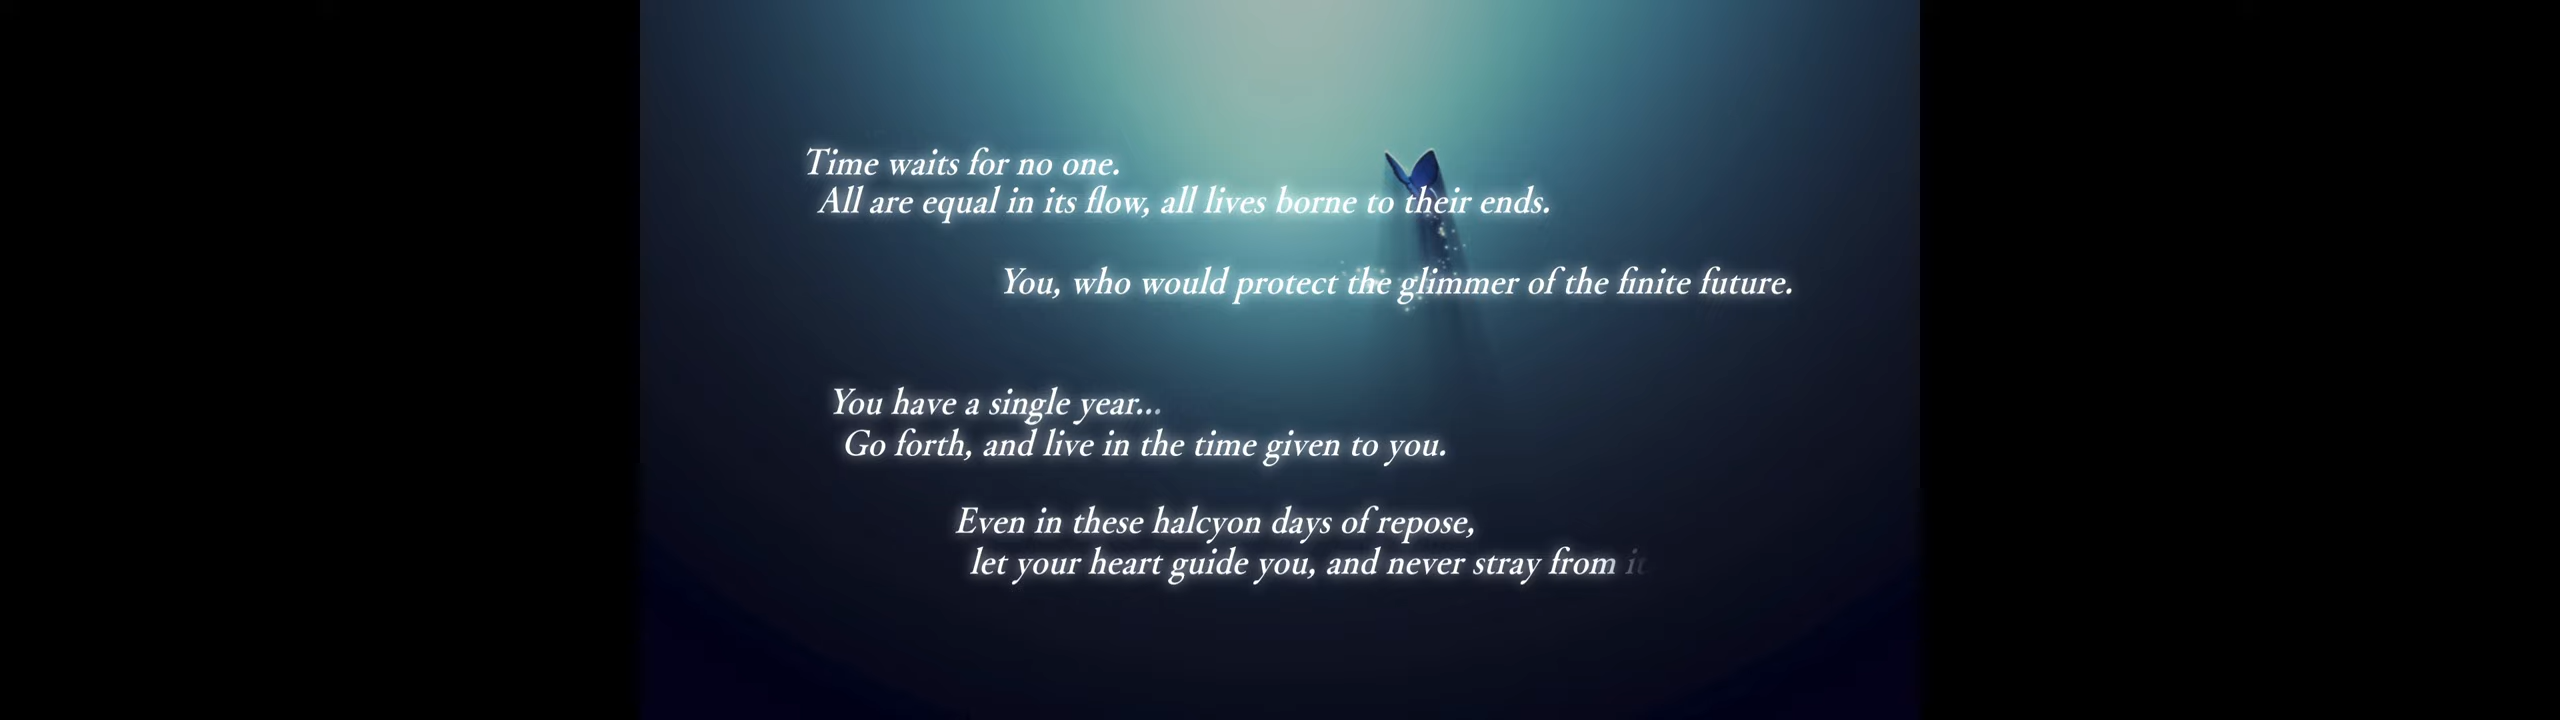 Time waits for no one.
All are equal in its flow, all lives borne to their ends.
You, who would protect the glimmer of the finite future.
You have a single year...
Go forth, and live in the time given to you.
Even in these halcyon days of repose,
let your heart guide you, and never stray from it